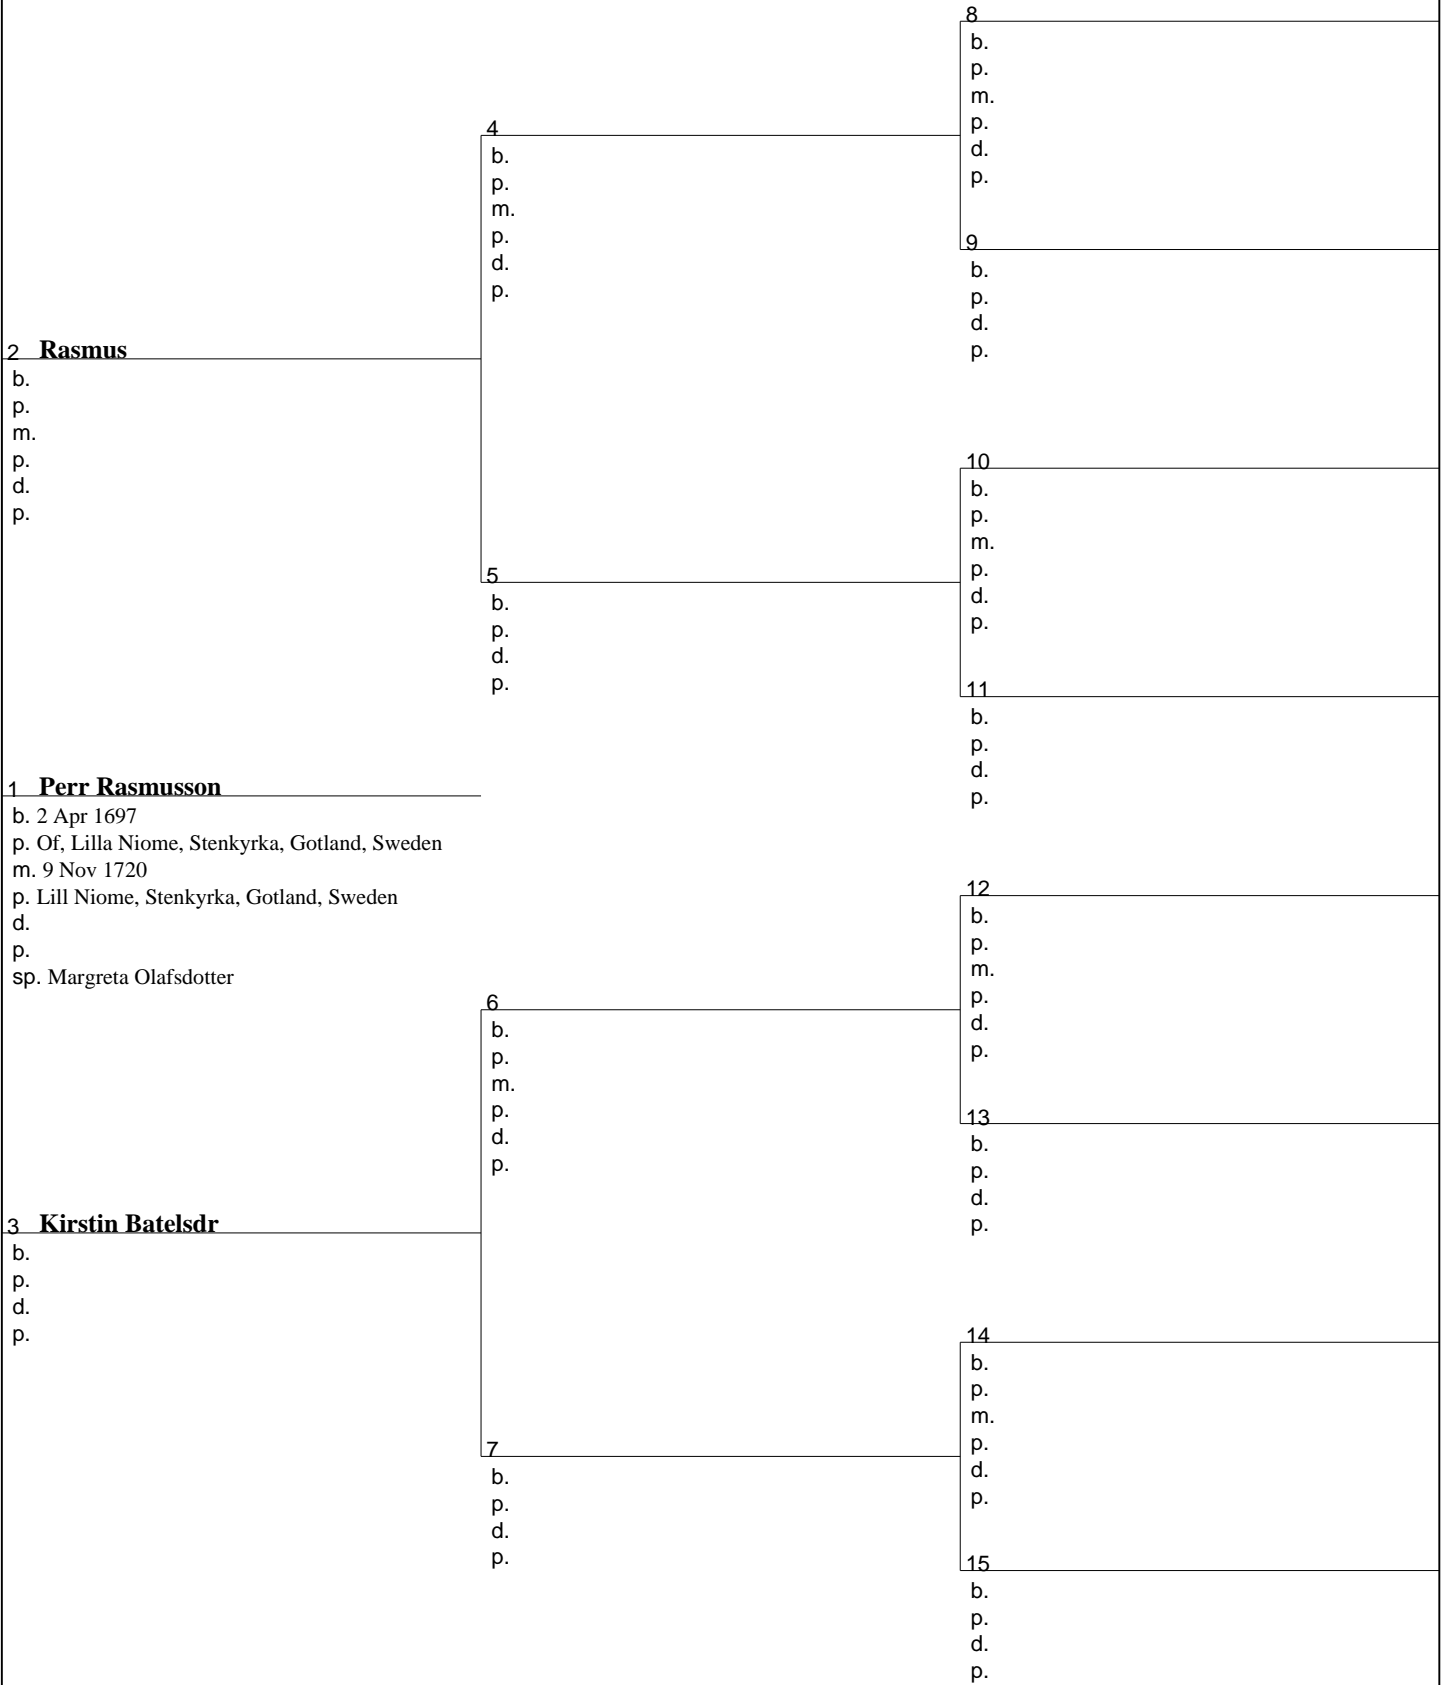 8
b.
p.
m.
p.
d.
p.
4
b.
p.
m.
p.
d.
p.
9
b.
p.
d.
p.
2 Rasmus
b.
p.
m.
p.
d.
p.
10
b.
p.
m.
p.
d.
p.
5
b.
p.
d.
p.
11
b.
p.
d.
p.
1 Perr Rasmusson
b. 2 Apr 1697
p. Of, Lilla Niome, Stenkyrka, Gotland, Sweden
m. 9 Nov 1720
p. Lill Niome, Stenkyrka, Gotland, Sweden
d.
p.
sp. Margreta Olafsdotter
12
b.
p.
m.
p.
d.
p.
6
b.
p.
m.
p.
d.
p.
13
b.
p.
d.
p.
3 Kirstin Batelsdr
b.
p.
d.
p.
14
b.
p.
m.
p.
d.
p.
7
b.
p.
d.
p.
15
b.
p.
d.
p.